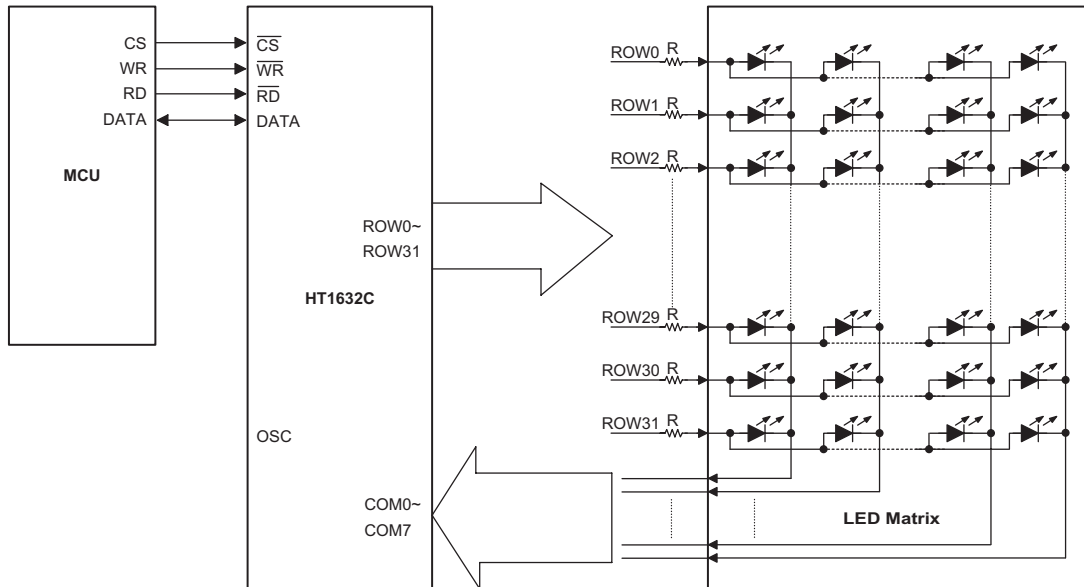 CS
WR
RD
DATA
MCU
CS
WR
RD
DATA
ROW0~
ROW31
HT1632C
OSC
COM0~
COM7
ROW0 R
ROW1 R
ROW2 R
ROW29 R
ROW30 R
ROW31 R
LED Matrix